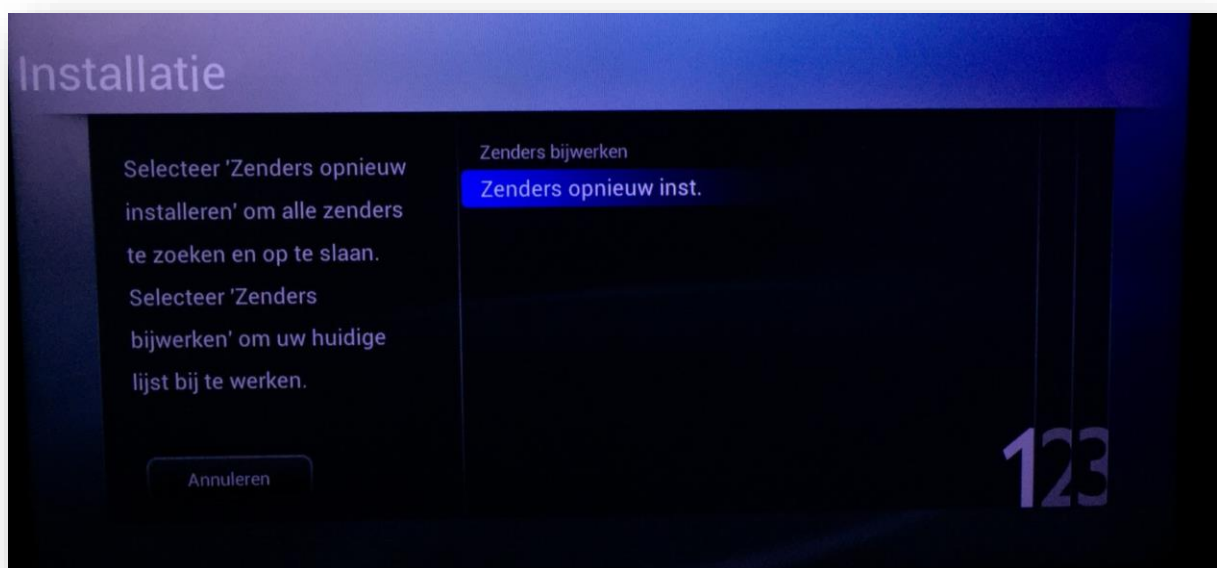 Installatie
Selecteer 'Zenders opnieuw
installeren' om alle zenders
te zoeken en op te slaan.
Selecteer 'Zenders
bijwerken' om uw huidige
lijst bij te werken.
Annuleren
Zenders bijwerken
Zenders opnieuw inst.
123